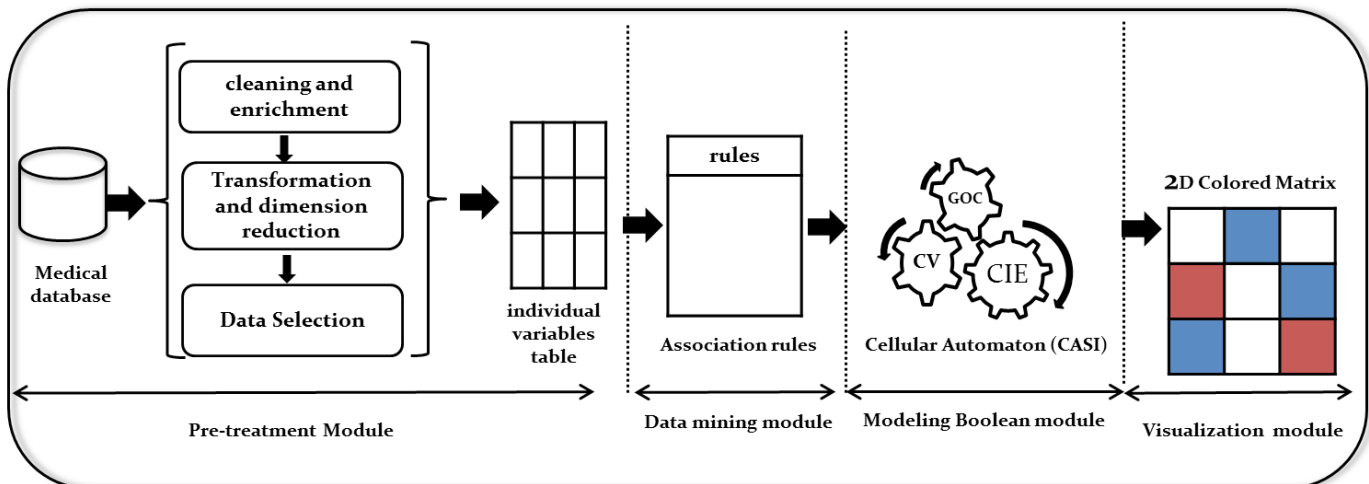 Medical
database
cleaning and
enrichment
Transformation
and dimension
reduction
Data Selection
individual
variables
table
Pre-treatment Module
rules
Association rules
Data mining module
GOC
CV
CIE
Cellular Automaton (CASI)
Modeling Boolean module
2D Colored Matrix
Visualization module